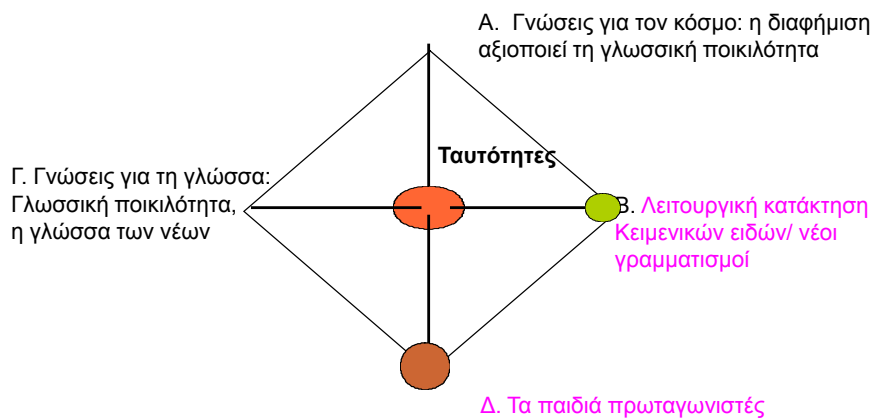 Α. Γνώσεις για τον κόσμο: η διαφήμιση
αξιοποιεί τη γλωσσική ποικιλότητα
Ταυτότητες
Γ. Γνώσεις για τη γλώσσα:
Γλωσσική ποικιλότητα,
η γλώσσα των νέων
Β. Λειτουργική κατάκτηση
Κειμενικών ειδών/ νέοι
γραμματισμοί
Δ. Τα παιδιά πρωταγωνιστές